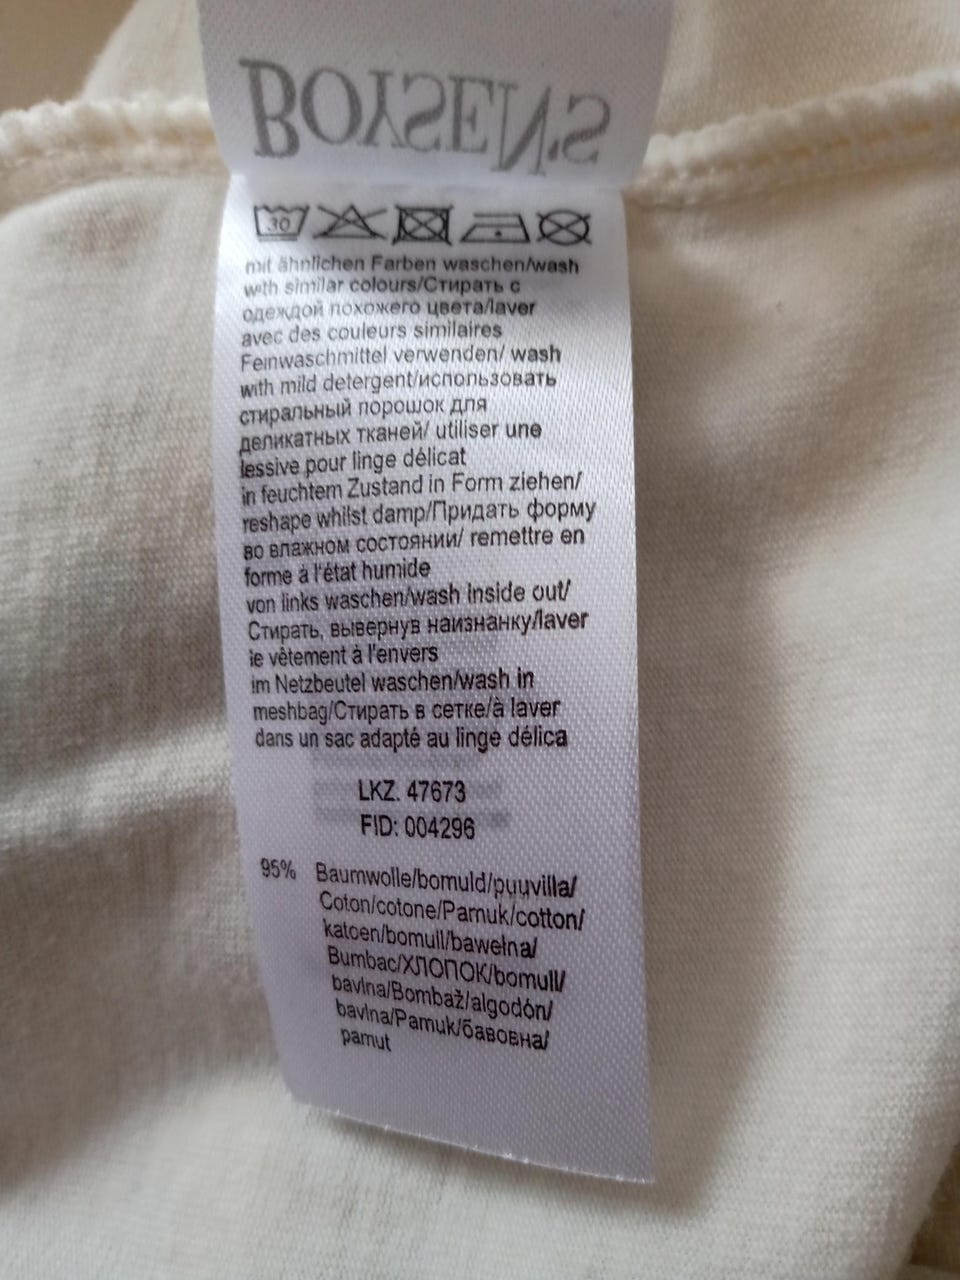 BOYSEN'S
30
mit ähnlichen Farben waschen/wash
with similar colours/Стирать с
одеждой похожего цвета/laver
avec des couleurs similaires
Feinwaschmittel verwenden/ wash
with mild detergent/использовать
стиральный порошок для
деликатных тканей/ utiliser une
lessive pour linge délicat
in feuchtem Zustand in Form ziehen/
reshape whilst damp/Придать форму
во влажном состоянии/ remettre en
forme à l'état humide
von links waschen/wash inside out/
Стирать, вывернув наизнанку/laver
le vêtement à l'envers
im Netzbeutel waschen/wash in
meshbag/Стирать в сетке/à laver
dans un sac adapté au linge délica
LKZ. 47673
FID: 004296
95% Baumwolle/bomuld/puuvilla/
Coton/cotone/Pamuk/cotton/
katoen/bomull/bawełna/
Bumbac/ХЛОПОК/bomull/
bavlna/Bombaž/algodón/
bavlna/Pamuk/бавовна/
pamut